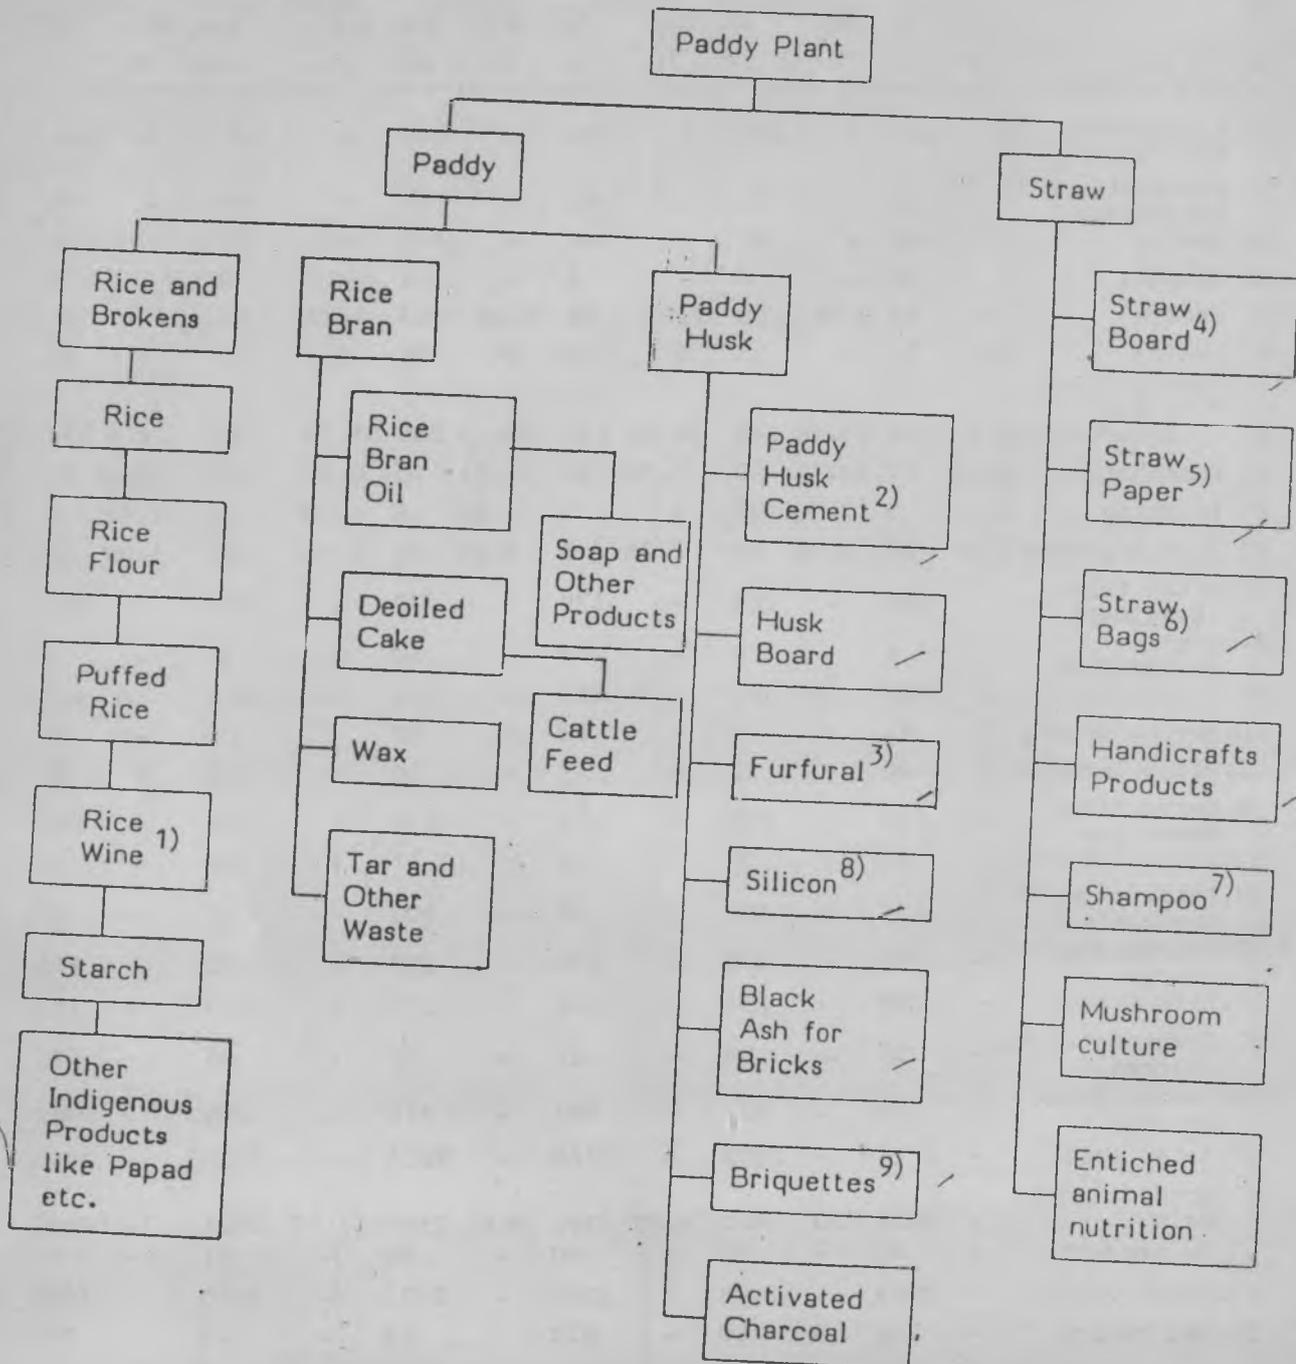 Paddy Plant
Paddy
Straw
Rice and
Brokens
Rice
Rice
Flour
Puffed
Rice
Rice
Wine 1)
Starch
Other
Indigenous
Products
like Papad
etc.
Rice
Bran
Rice
Bran
Oil
Soap and
Other
Products
Deoiled
Cake
Cattle
Feed
Wax
Tar and
Other
Waste
Paddy
Husk
Paddy
Husk
Cement 2)
Husk
Board
Furfural 3)
Silicon 8)
Black
Ash for
Bricks
Briquettes 9)
Activated
Charcoal
Straw
Board 4)
Straw
Paper 5)
Straw
Bags 6)
Handicrafts
Products
Shampoo 7)
Mushroom
culture
Entiched
animal
nutrition